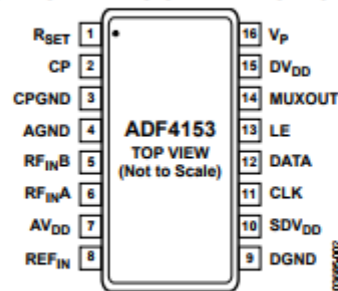 RSET 1 16 VP
CP 2 15 DVDD
CPGND 3 14 MUXOUT
AGND 4 ADF4153 13 LE
TOP VIEW
(Not to Scale)
RFINB 5 12 DATA
RFINA 6 11 CLK
AVDD 7 10 SDVDD
REFIN 8 9 DGND